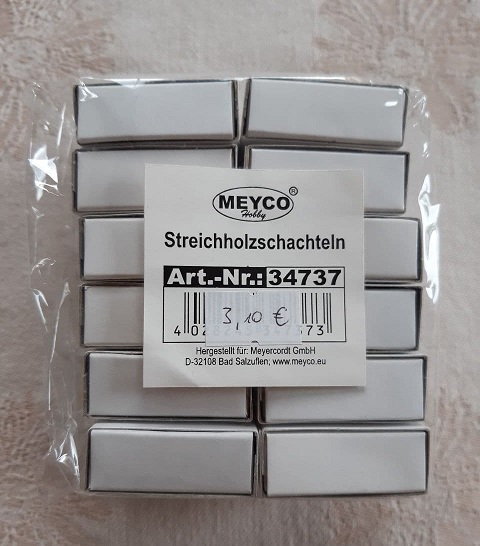 MEYCO®
Hobby
Streichholzschachteln
Art.-Nr.: 34737
3,10 €
Hergestellt für: Meyercordt GmbH
D-32108 Bad Salzuflen; www.meyco.eu